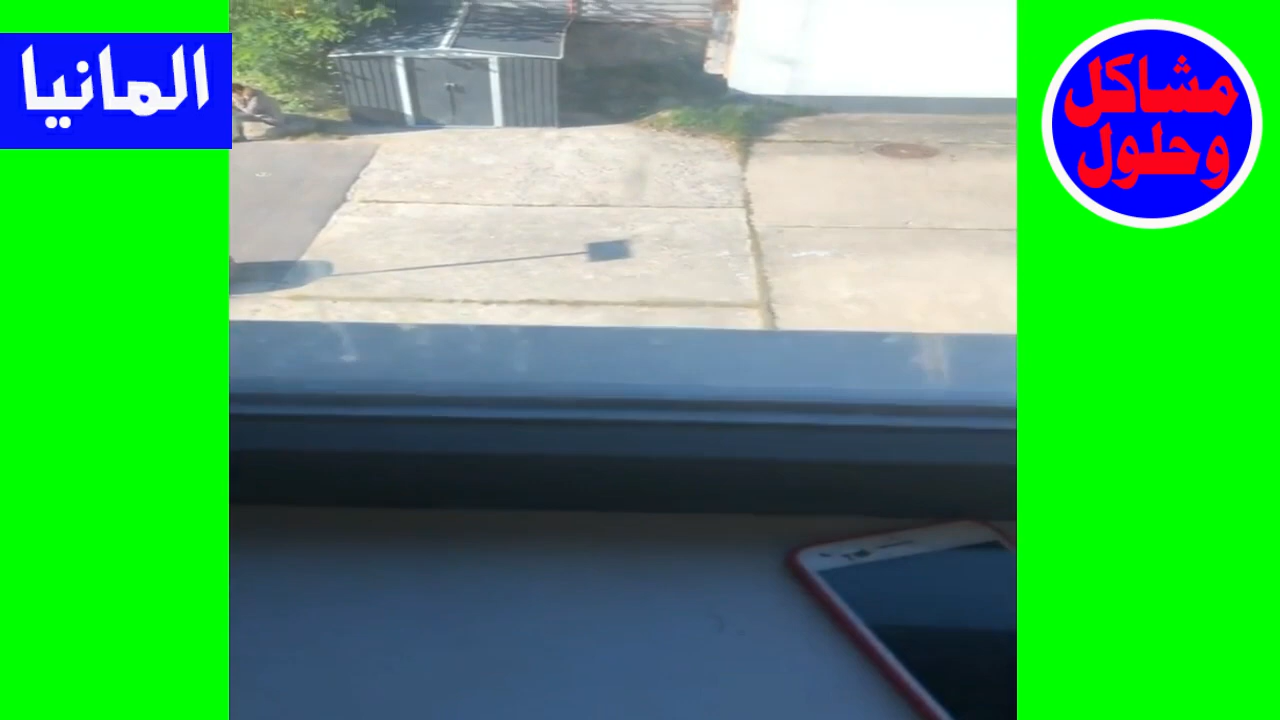 المانيا
مشاكل
وحلول